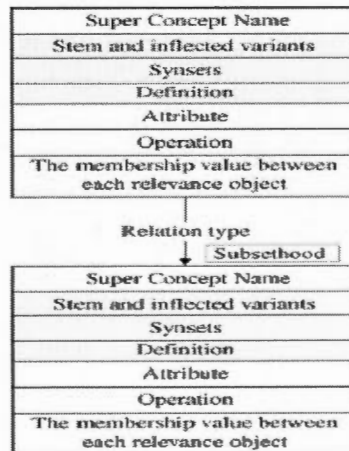 Super Concept Name
Stem and inflected variants
Synsets
Definition
Attribute
Operation
The membership value between
each relevance object
Relation type
Subsethood
Super Concept Name
Stem and inflected variants
Synsets
Definition
Attribute
Operation
The membership value between
each relevance object